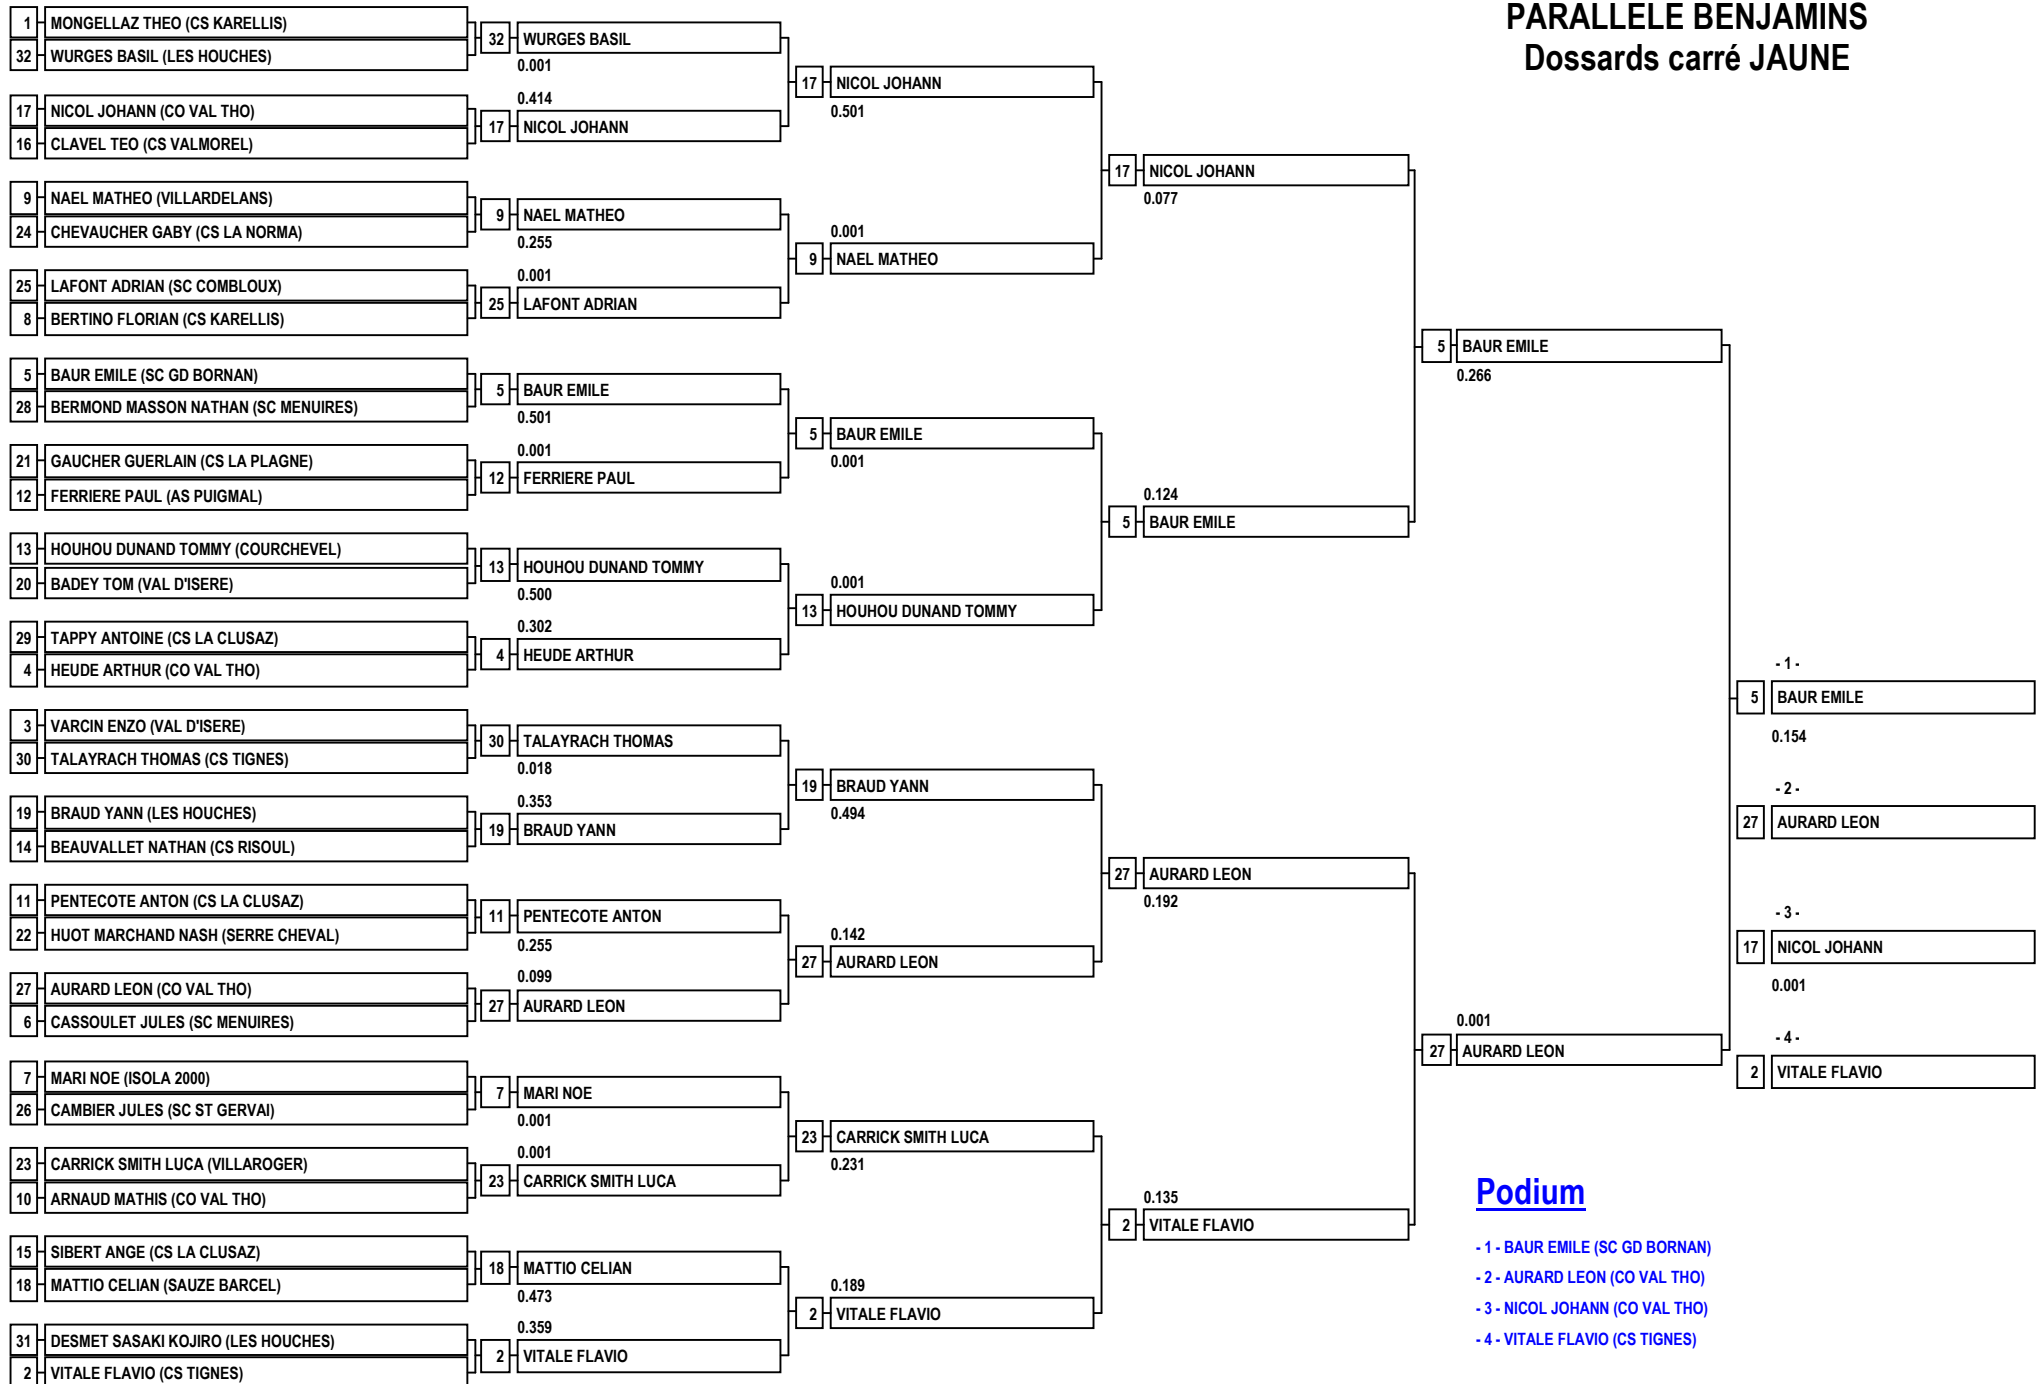 PARALLELE BENJAMINS
Dossards carré JAUNE
1 MONGELLAZ THEO (CS KARELLIS)
32 WURGES BASIL (LES HOUCHES)
17 NICOL JOHANN (CO VAL THO)
16 CLAVEL TEO (CS VALMOREL)
9 NAEL MATHEO (VILLARDELANS)
24 CHEVAUCHER GABY (CS LA NORMA)
25 LAFONT ADRIAN (SC COMBLOUX)
8 BERTINO FLORIAN (CS KARELLIS)
5 BAUR EMILE (SC GD BORNAN)
28 BERMOND MASSON NATHAN (SC MENUIRES)
21 GAUCHER GUERLAIN (CS LA PLAGNE)
12 FERRIERE PAUL (AS PUIGMAL)
13 HOUHOU DUNAND TOMMY (COURCHEVEL)
20 BADEY TOM (VAL D'ISERE)
29 TAPPY ANTOINE (CS LA CLUSAZ)
4 HEUDE ARTHUR (CO VAL THO)
3 VARCIN ENZO (VAL D'ISERE)
30 TALAYRACH THOMAS (CS TIGNES)
19 BRAUD YANN (LES HOUCHES)
14 BEAUVALLET NATHAN (CS RISOUL)
11 PENTECOTE ANTON (CS LA CLUSAZ)
22 HUOT MARCHAND NASH (SERRE CHEVAL)
27 AURARD LEON (CO VAL THO)
6 CASSOULET JULES (SC MENUIRES)
7 MARI NOE (ISOLA 2000)
26 CAMBIER JULES (SC ST GERVAI)
23 CARRICK SMITH LUCA (VILLAROGER)
10 ARNAUD MATHIS (CO VAL THO)
15 SIBERT ANGE (CS LA CLUSAZ)
18 MATTIO CELIAN (SAUZE BARCEL)
31 DESMET SASAKI KOJIRO (LES HOUCHES)
2 VITALE FLAVIO (CS TIGNES)
32 WURGES BASIL
0.001
0.414
17 NICOL JOHANN
9 NAEL MATHEO
0.255
0.001
25 LAFONT ADRIAN
5 BAUR EMILE
0.501
0.001
12 FERRIERE PAUL
13 HOUHOU DUNAND TOMMY
0.500
0.302
4 HEUDE ARTHUR
30 TALAYRACH THOMAS
0.018
0.353
19 BRAUD YANN
11 PENTECOTE ANTON
0.255
0.099
27 AURARD LEON
7 MARI NOE
0.001
0.001
23 CARRICK SMITH LUCA
18 MATTIO CELIAN
0.473
0.359
2 VITALE FLAVIO
17 NICOL JOHANN
0.501
0.001
9 NAEL MATHEO
5 BAUR EMILE
0.001
0.001
13 HOUHOU DUNAND TOMMY
19 BRAUD YANN
0.494
0.142
27 AURARD LEON
23 CARRICK SMITH LUCA
0.231
0.189
2 VITALE FLAVIO
17 NICOL JOHANN
0.077
0.124
5 BAUR EMILE
27 AURARD LEON
0.192
0.135
2 VITALE FLAVIO
5 BAUR EMILE
0.266
0.001
27 AURARD LEON
- 1 -
5 BAUR EMILE
0.154
- 2 -
27 AURARD LEON
- 3 -
17 NICOL JOHANN
0.001
- 4 -
2 VITALE FLAVIO
Podium
- 1 - BAUR EMILE (SC GD BORNAN)
- 2 - AURARD LEON (CO VAL THO)
- 3 - NICOL JOHANN (CO VAL THO)
- 4 - VITALE FLAVIO (CS TIGNES)